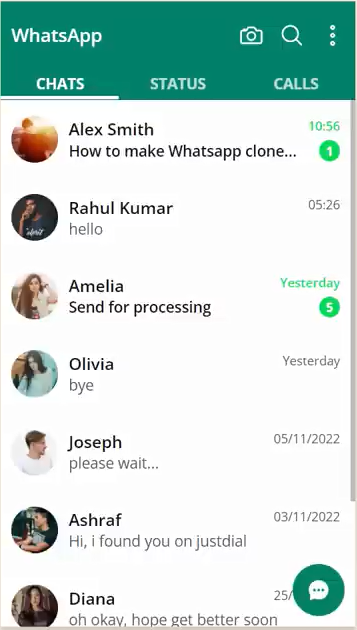 WhatsApp
CHATS STATUS CALLS
Alex Smith 10:56
How to make Whatsapp clone... 1
Rahul Kumar 05:26
hello
Amelia Yesterday
Send for processing 5
Olivia Yesterday
bye
Joseph 05/11/2022
please wait...
Ashraf 03/11/2022
Hi, i found you on justdial
Diana 25/
oh okay, hope get better soon